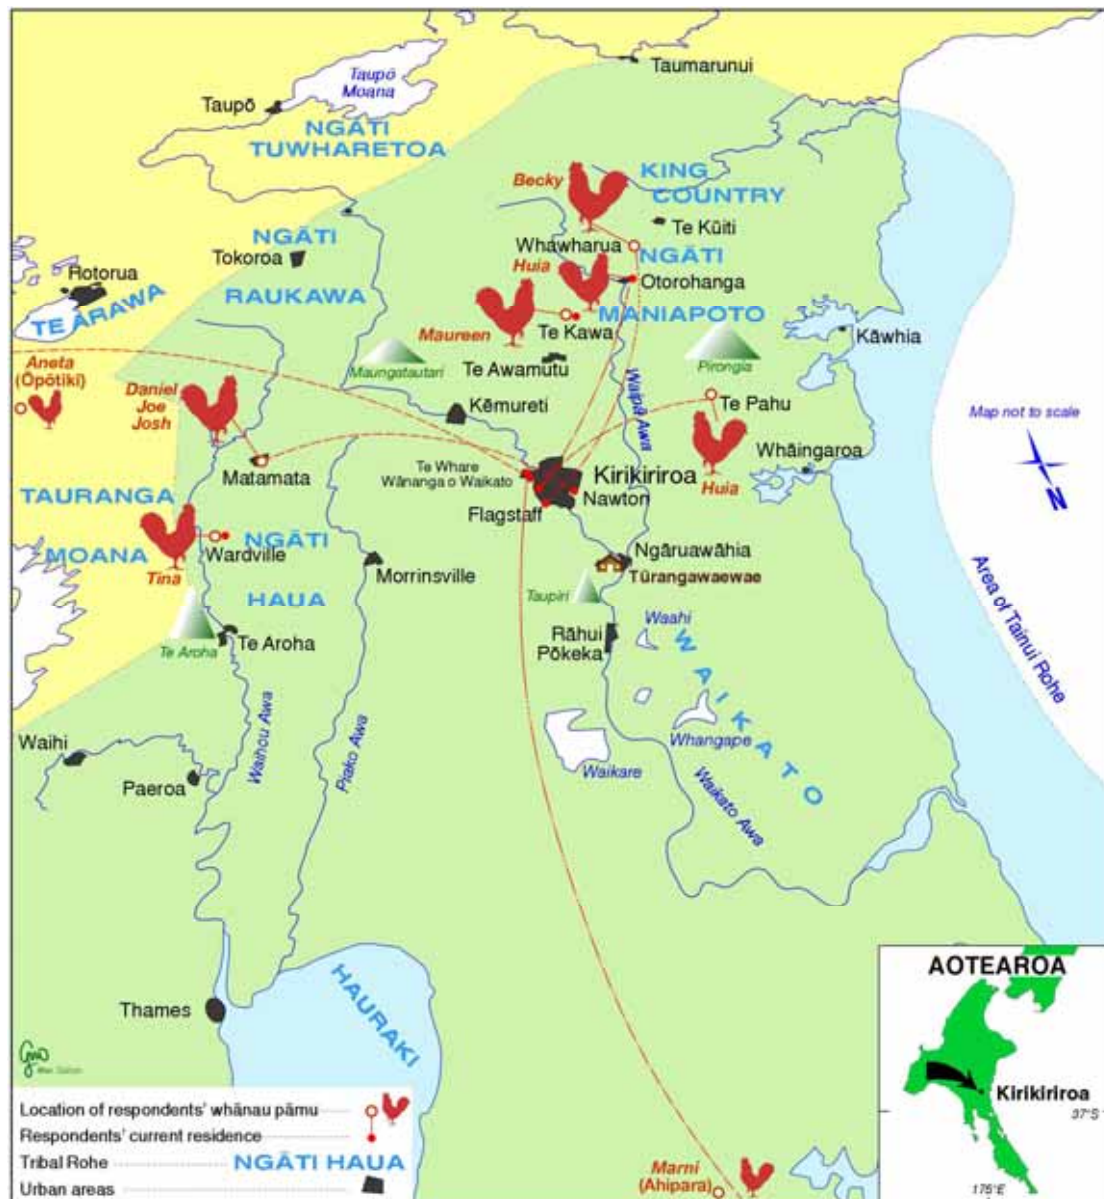 Taumarunui
Taupō
Moana
Taupō
NGĀTI
TUWHARETOA
Becky
KING
COUNTRY
Te Kūiti
Whawharua
NGĀTI
Tokoroa
Huia
NGĀTI
Otorohanga
Rotorua
RAUKAWA
MANIAPOTO
TE ĀRAWA
Maureen
Te Kawa
Kāwhia
Te Awamutu
Pirongia
Maungatautari
Aneta
(Ōpōtiki)
Daniel
Joe
Josh
Kēmureti
Waipā Awa
Te Pahu
Map not to scale
N
Matamata
Te Whare
Wānanga o Waikato
Kirikiriroa
Whāingaroa
Nawton
Huia
Flagstaff
TAURANGA
MOANA
NGĀTI
HAUA
Wardville
Tina
Morrinsville
Ngāruawāhia
Tūrangawaewae
Taupiri
Area of Tainui Rohe
Te Aroha
Te Aroha
Rāhui
Pōkeka
Waahi
WAIKATO
Waihi
Waihou Awa
Piako Awa
Whangape
Waikare
Paeroa
Waikato Awa
Thames
HAURAKI
AOTEAROA
Kirikiriroa
37°S
175°E
Location of respondents' whānau pāmu
Respondents' current residence
Tribal Rohe
NGĀTI HAUA
Urban areas
Marni
(Ahipara)